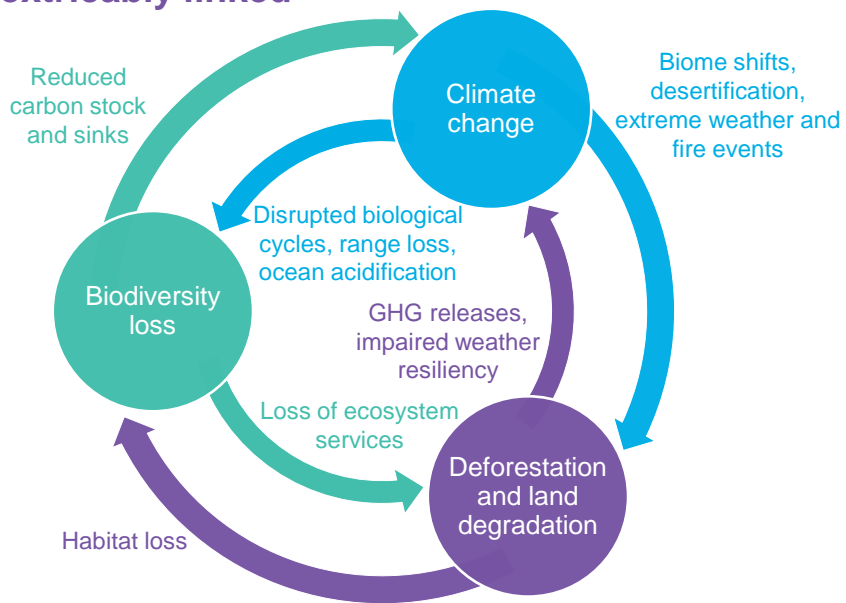 Reduced
carbon stock
and sinks
Climate
change
Biome shifts,
desertification,
extreme weather and
fire events
Disrupted biological
cycles, range loss,
ocean acidification
Biodiversity
loss
GHG releases,
impaired weather
resiliency
Loss of ecosystem
services
Deforestation
and land
degradation
Habitat loss